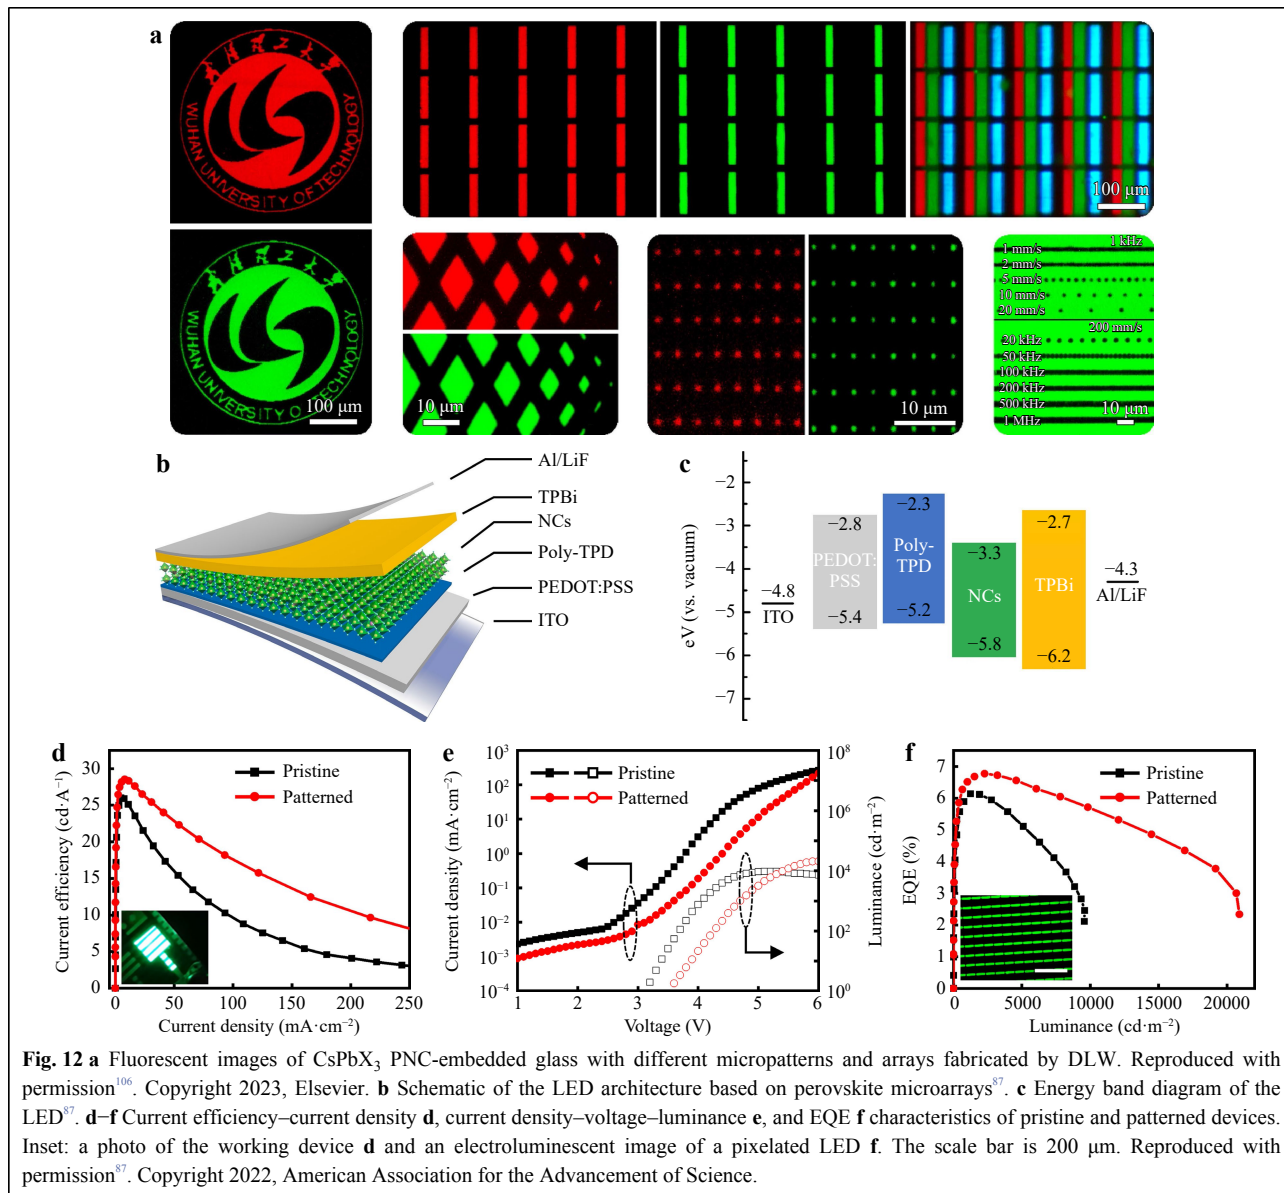 a
WUHAN UNIVERSITY OF TECHNOLOGY
100 μm
WUHAN UNIVERSITY O TECHNOLOGY
100 μm
10 μm
10 μm
1 kHz
1 mm/s
2 mm/s
5 mm/s
10 mm/s
20 mm/s
200 mm/s
20 kHz
50 kHz
100 kHz
200 kHz
500 kHz
10 μm
1 MHz
b
Al/LiF
TPBi
NCs
Poly-TPD
PEDOT:PSS
ITO
c
eV (vs. vacuum)
−2
−3
−4
−5
−6
−7
−4.8
ITO
−2.8
PEDOT:
PSS
−5.4
−2.3
Poly-
TPD
−5.2
−3.3
NCs
−5.8
−2.7
TPBi
−6.2
−4.3
Al/LiF
d
Current efficiency (cd·A⁻¹)
30
25
20
15
10
5
0
Pristine
Patterned
0 50 100 150 200 250
Current density (mA·cm⁻²)
e
Current density (mA·cm⁻²)
10³
10²
10¹
10⁰
10⁻¹
10⁻²
10⁻³
10⁻⁴
Pristine
Patterned
10⁸
10⁶
10⁴
10²
10⁰
Luminance (cd·m⁻²)
1 2 3 4 5 6
Voltage (V)
f
EQE (%)
7
6
5
4
3
2
1
0
Pristine
Patterned
0 5000 10000 15000 20000
Luminance (cd·m⁻²)
Fig. 12 a Fluorescent images of CsPbX₃ PNC-embedded glass with different micropatterns and arrays fabricated by DLW. Reproduced with
permission¹⁰⁶. Copyright 2023, Elsevier. b Schematic of the LED architecture based on perovskite microarrays⁸⁷. c Energy band diagram of the
LED⁸⁷. d–f Current efficiency–current density d, current density–voltage–luminance e, and EQE f characteristics of pristine and patterned devices.
Inset: a photo of the working device d and an electroluminescent image of a pixelated LED f. The scale bar is 200 μm. Reproduced with
permission⁸⁷. Copyright 2022, American Association for the Advancement of Science.